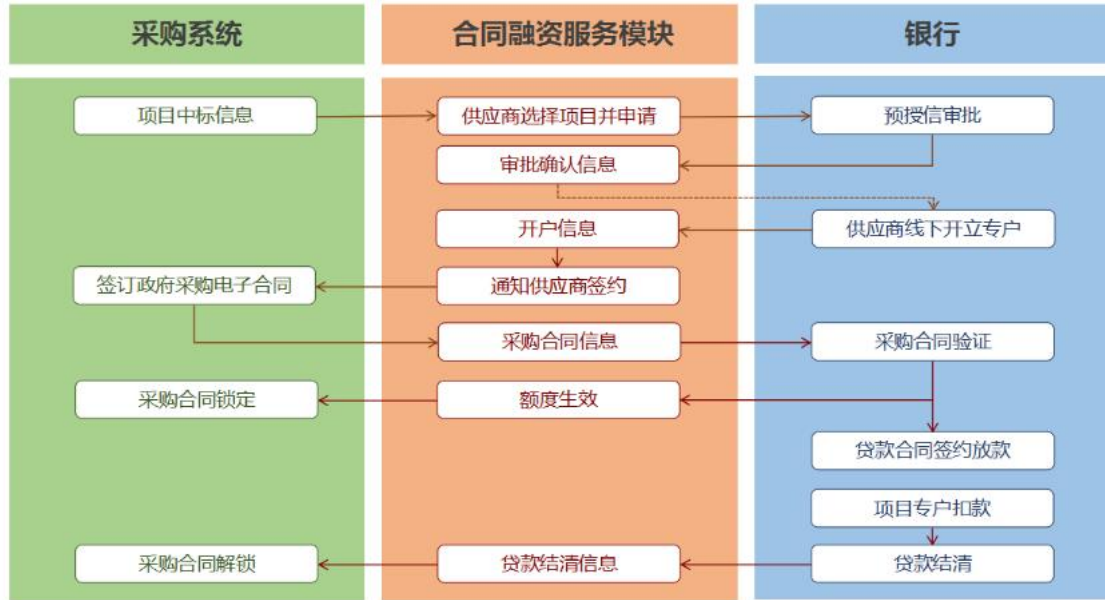 采购系统
合同融资服务模块
银行
项目中标信息
供应商选择项目并申请
预授信审批
审批确认信息
开户信息
供应商线下开立专户
签订政府采购电子合同
通知供应商签约
采购合同信息
采购合同验证
采购合同锁定
额度生效
贷款合同签约放款
项目专户扣款
采购合同解锁
贷款结清信息
贷款结清